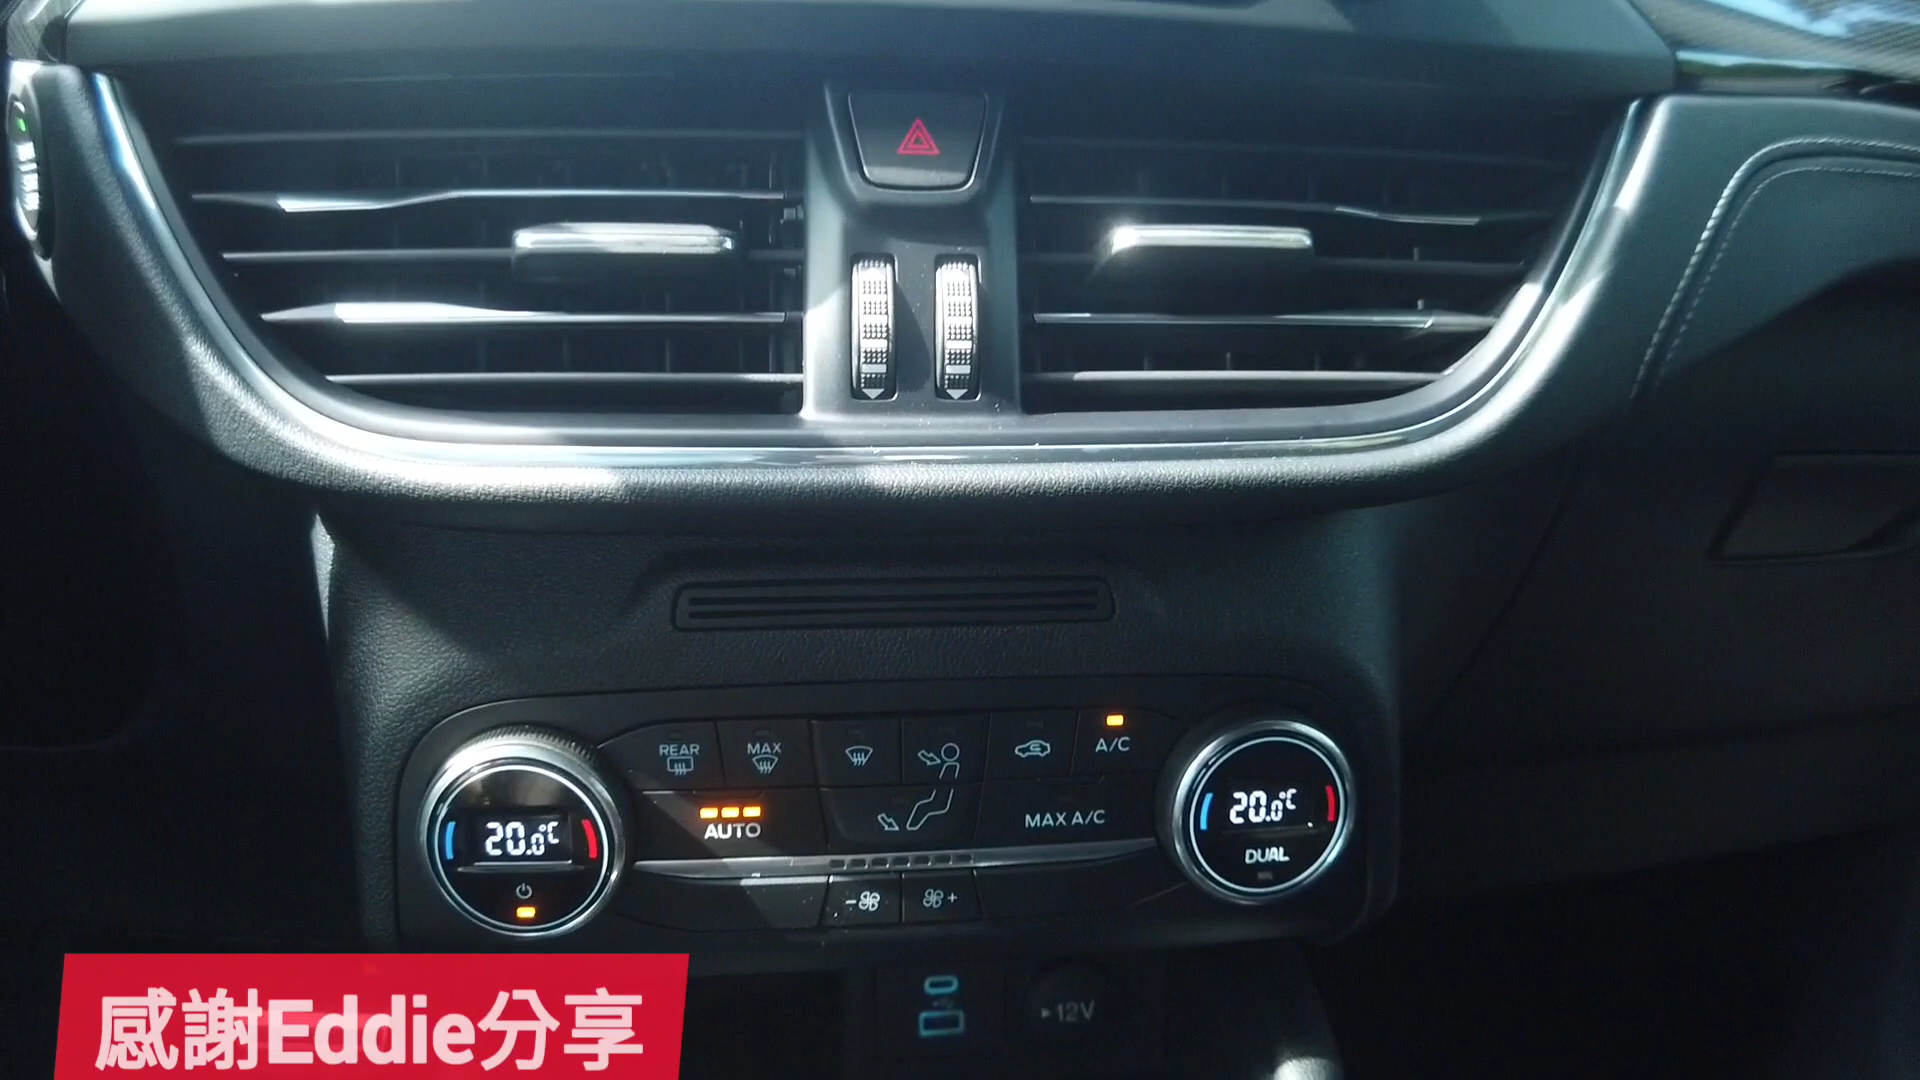 REAR
MAX
A/C
20.0°C
AUTO
MAX A/C
20.0°C
DUAL
-
+
12V
感謝Eddie分享